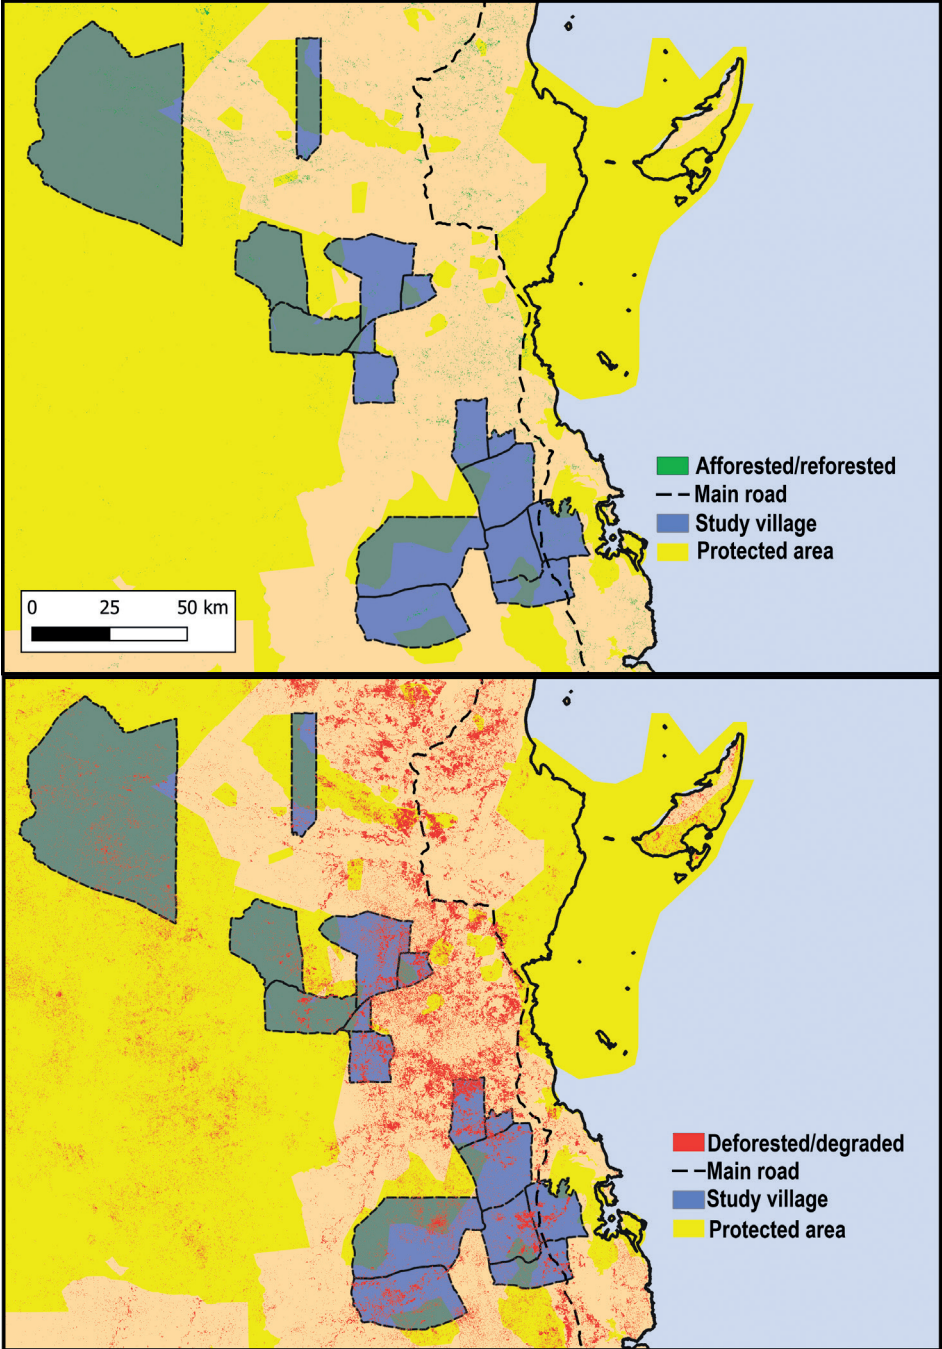 Afforested/reforested
Main road
Study village
Protected area
0 25 50 km
Deforested/degraded
Main road
Study village
Protected area